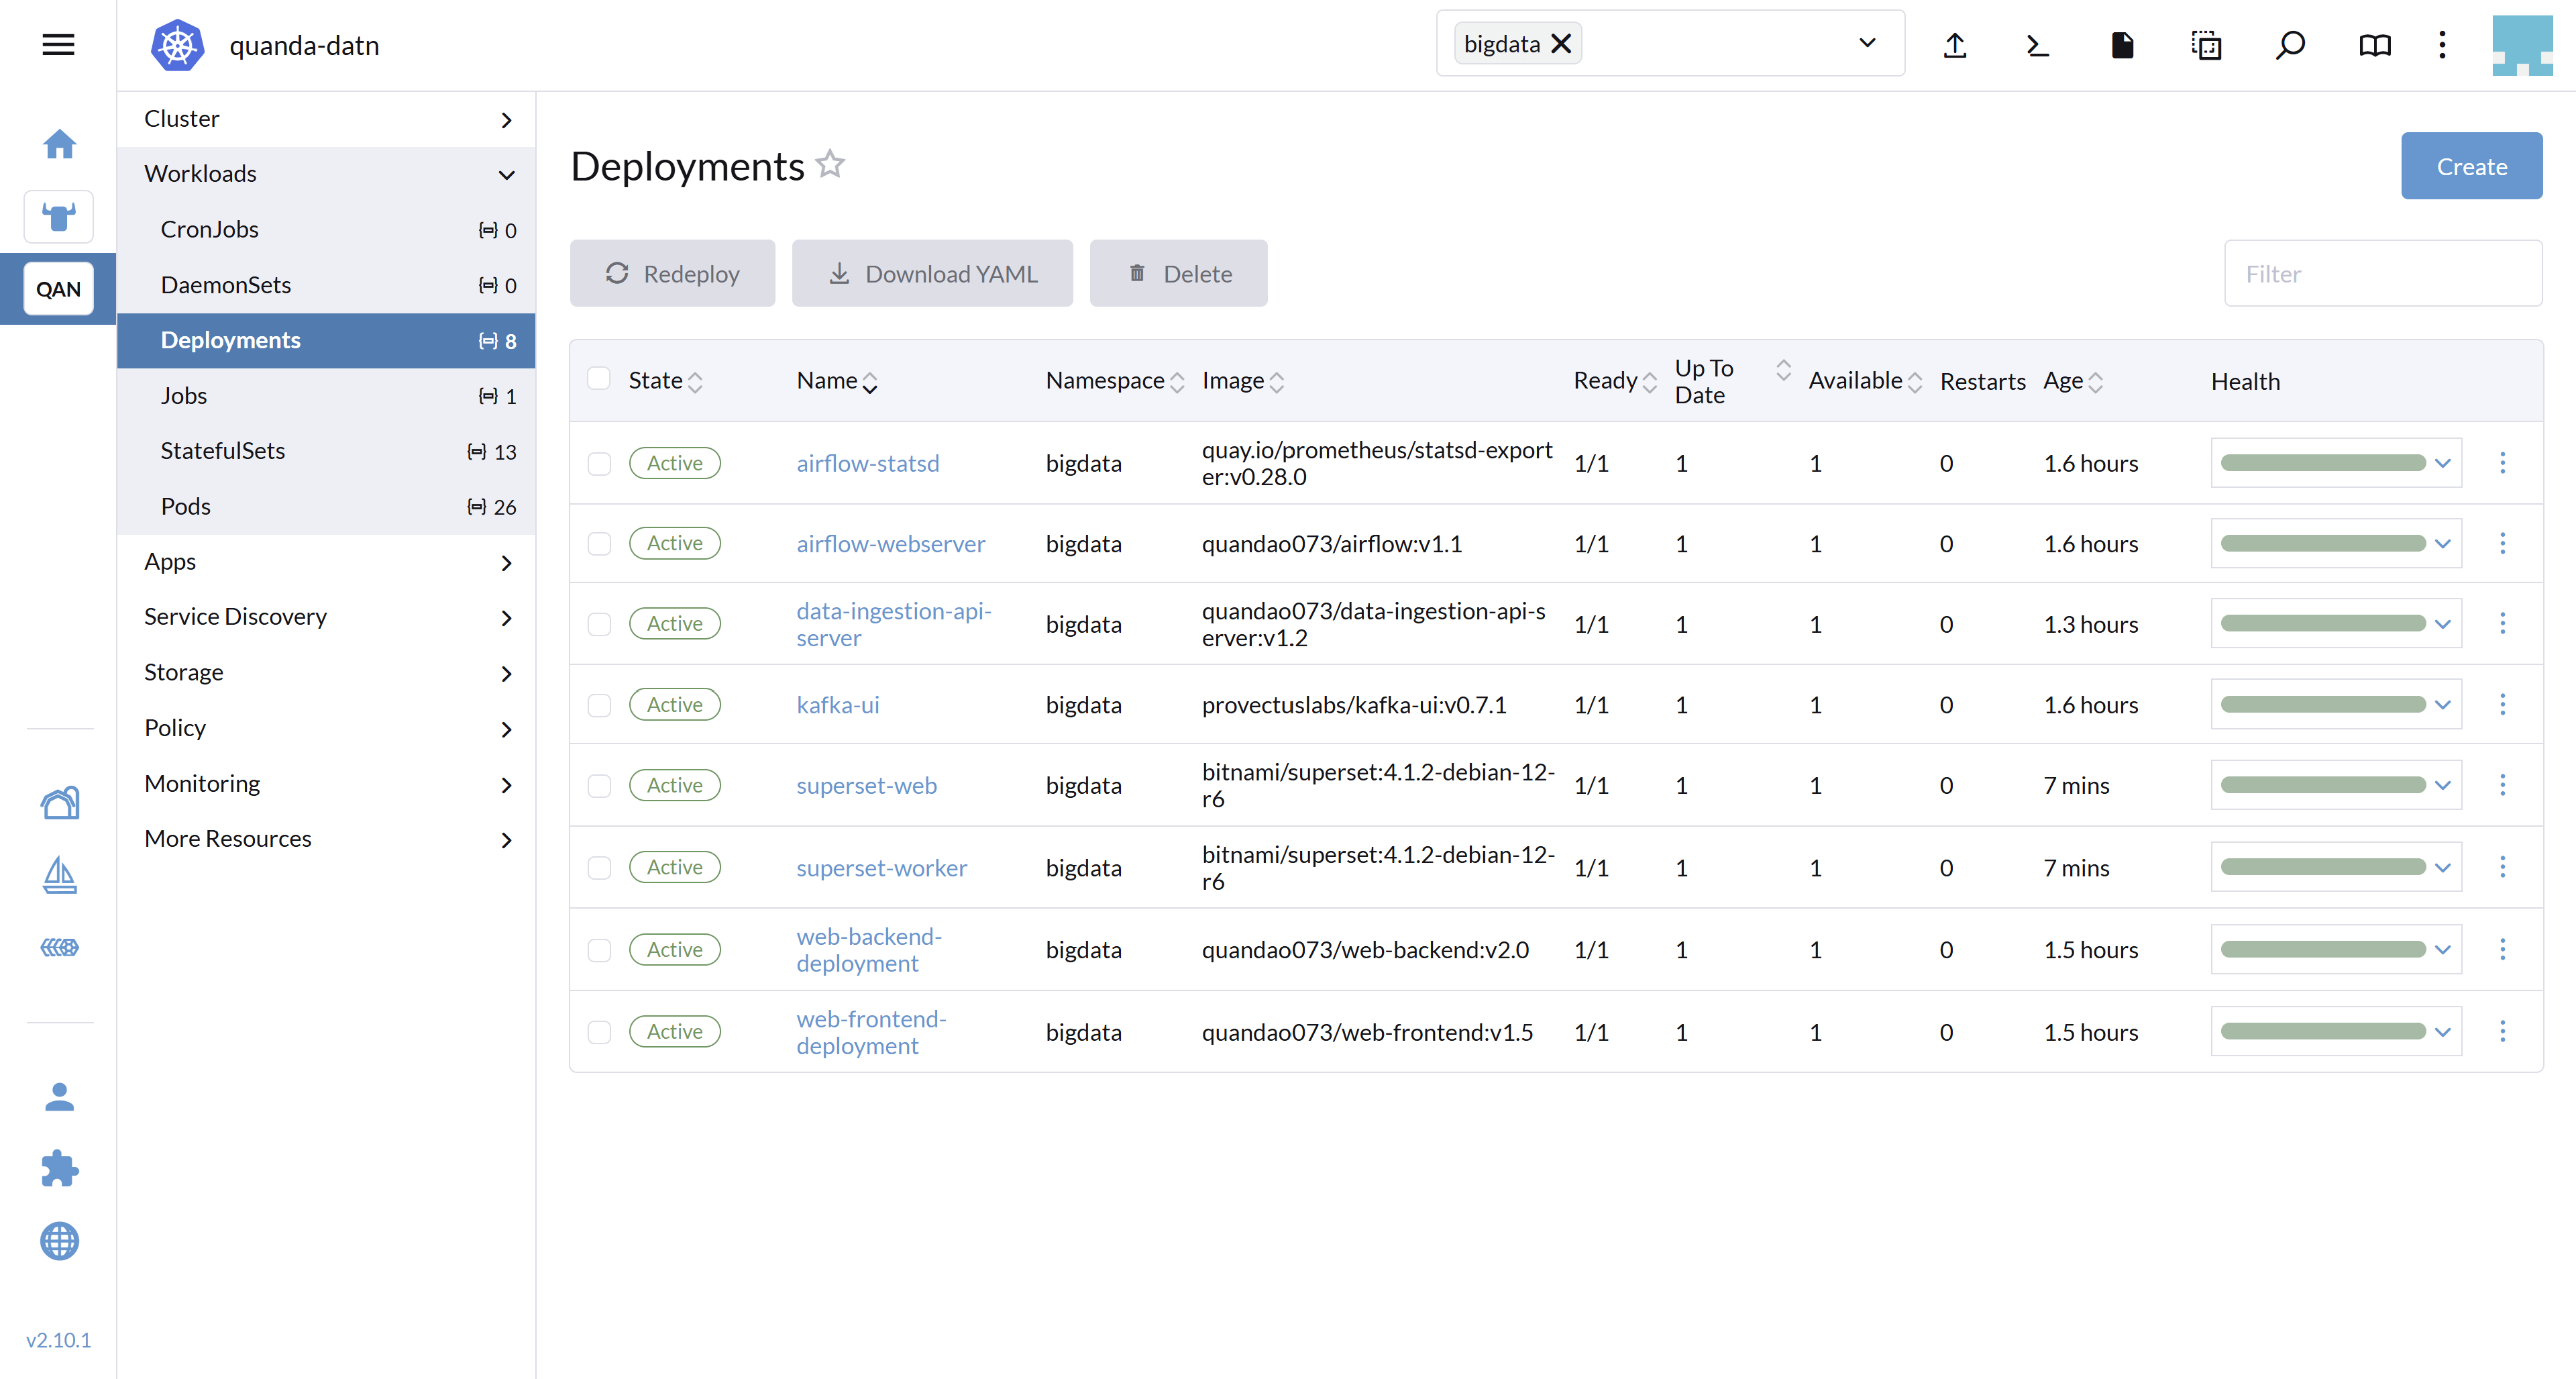 quanda-datn
bigdata
QAN
v2.10.1
Cluster
Workloads
CronJobs 0
DaemonSets 0
Deployments 8
Jobs 1
StatefulSets 13
Pods 26
Apps
Service Discovery
Storage
Policy
Monitoring
More Resources
Deployments
Create
Redeploy Download YAML Delete
Filter
State Name Namespace Image Ready Up To Date Available Restarts Age Health
Active airflow-statsd bigdata quay.io/prometheus/statsd-export
er:v0.28.0 1/1 1 1 0 1.6 hours
Active airflow-webserver bigdata quandao073/airflow:v1.1 1/1 1 1 0 1.6 hours
Active data-ingestion-api-
server bigdata quandao073/data-ingestion-api-s
erver:v1.2 1/1 1 1 0 1.3 hours
Active kafka-ui bigdata provectuslabs/kafka-ui:v0.7.1 1/1 1 1 0 1.6 hours
Active superset-web bigdata bitnami/superset:4.1.2-debian-12-
r6 1/1 1 1 0 7 mins
Active superset-worker bigdata bitnami/superset:4.1.2-debian-12-
r6 1/1 1 1 0 7 mins
Active web-backend-
deployment bigdata quandao073/web-backend:v2.0 1/1 1 1 0 1.5 hours
Active web-frontend-
deployment bigdata quandao073/web-frontend:v1.5 1/1 1 1 0 1.5 hours